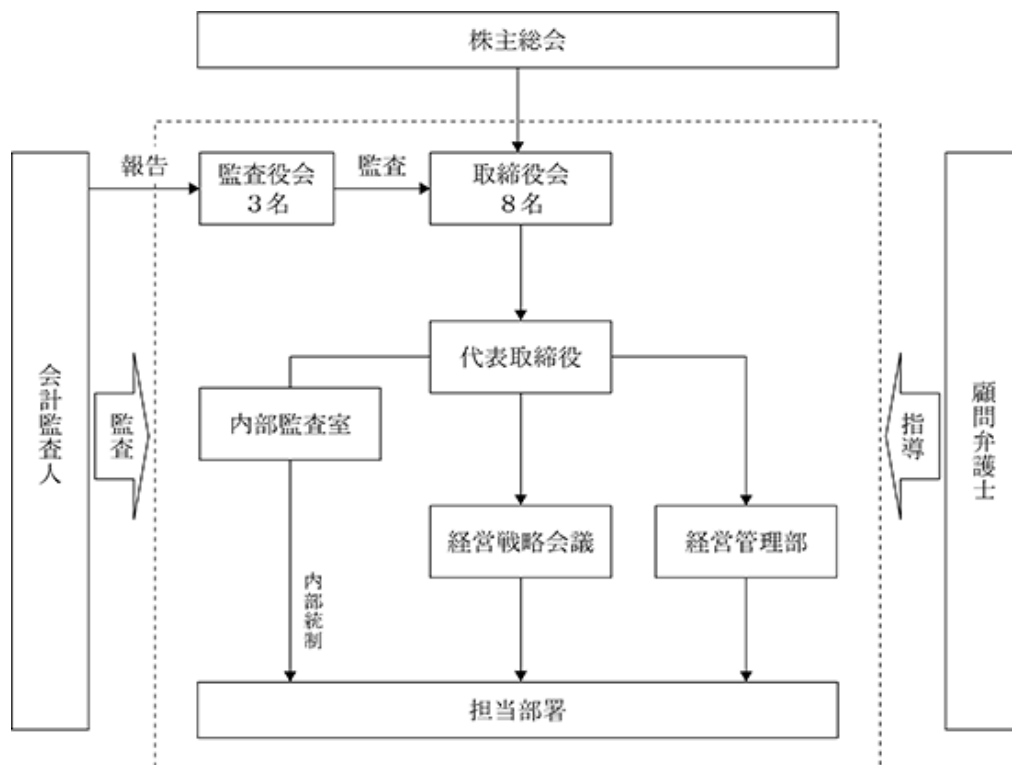 株主総会
報告
監査役会
3名
監査
取締役会
8名
代表取締役
会計監査人
監査
内部監査室
指導
顧問弁護士
経営戦略会議
経営管理部
内部統制
担当部署